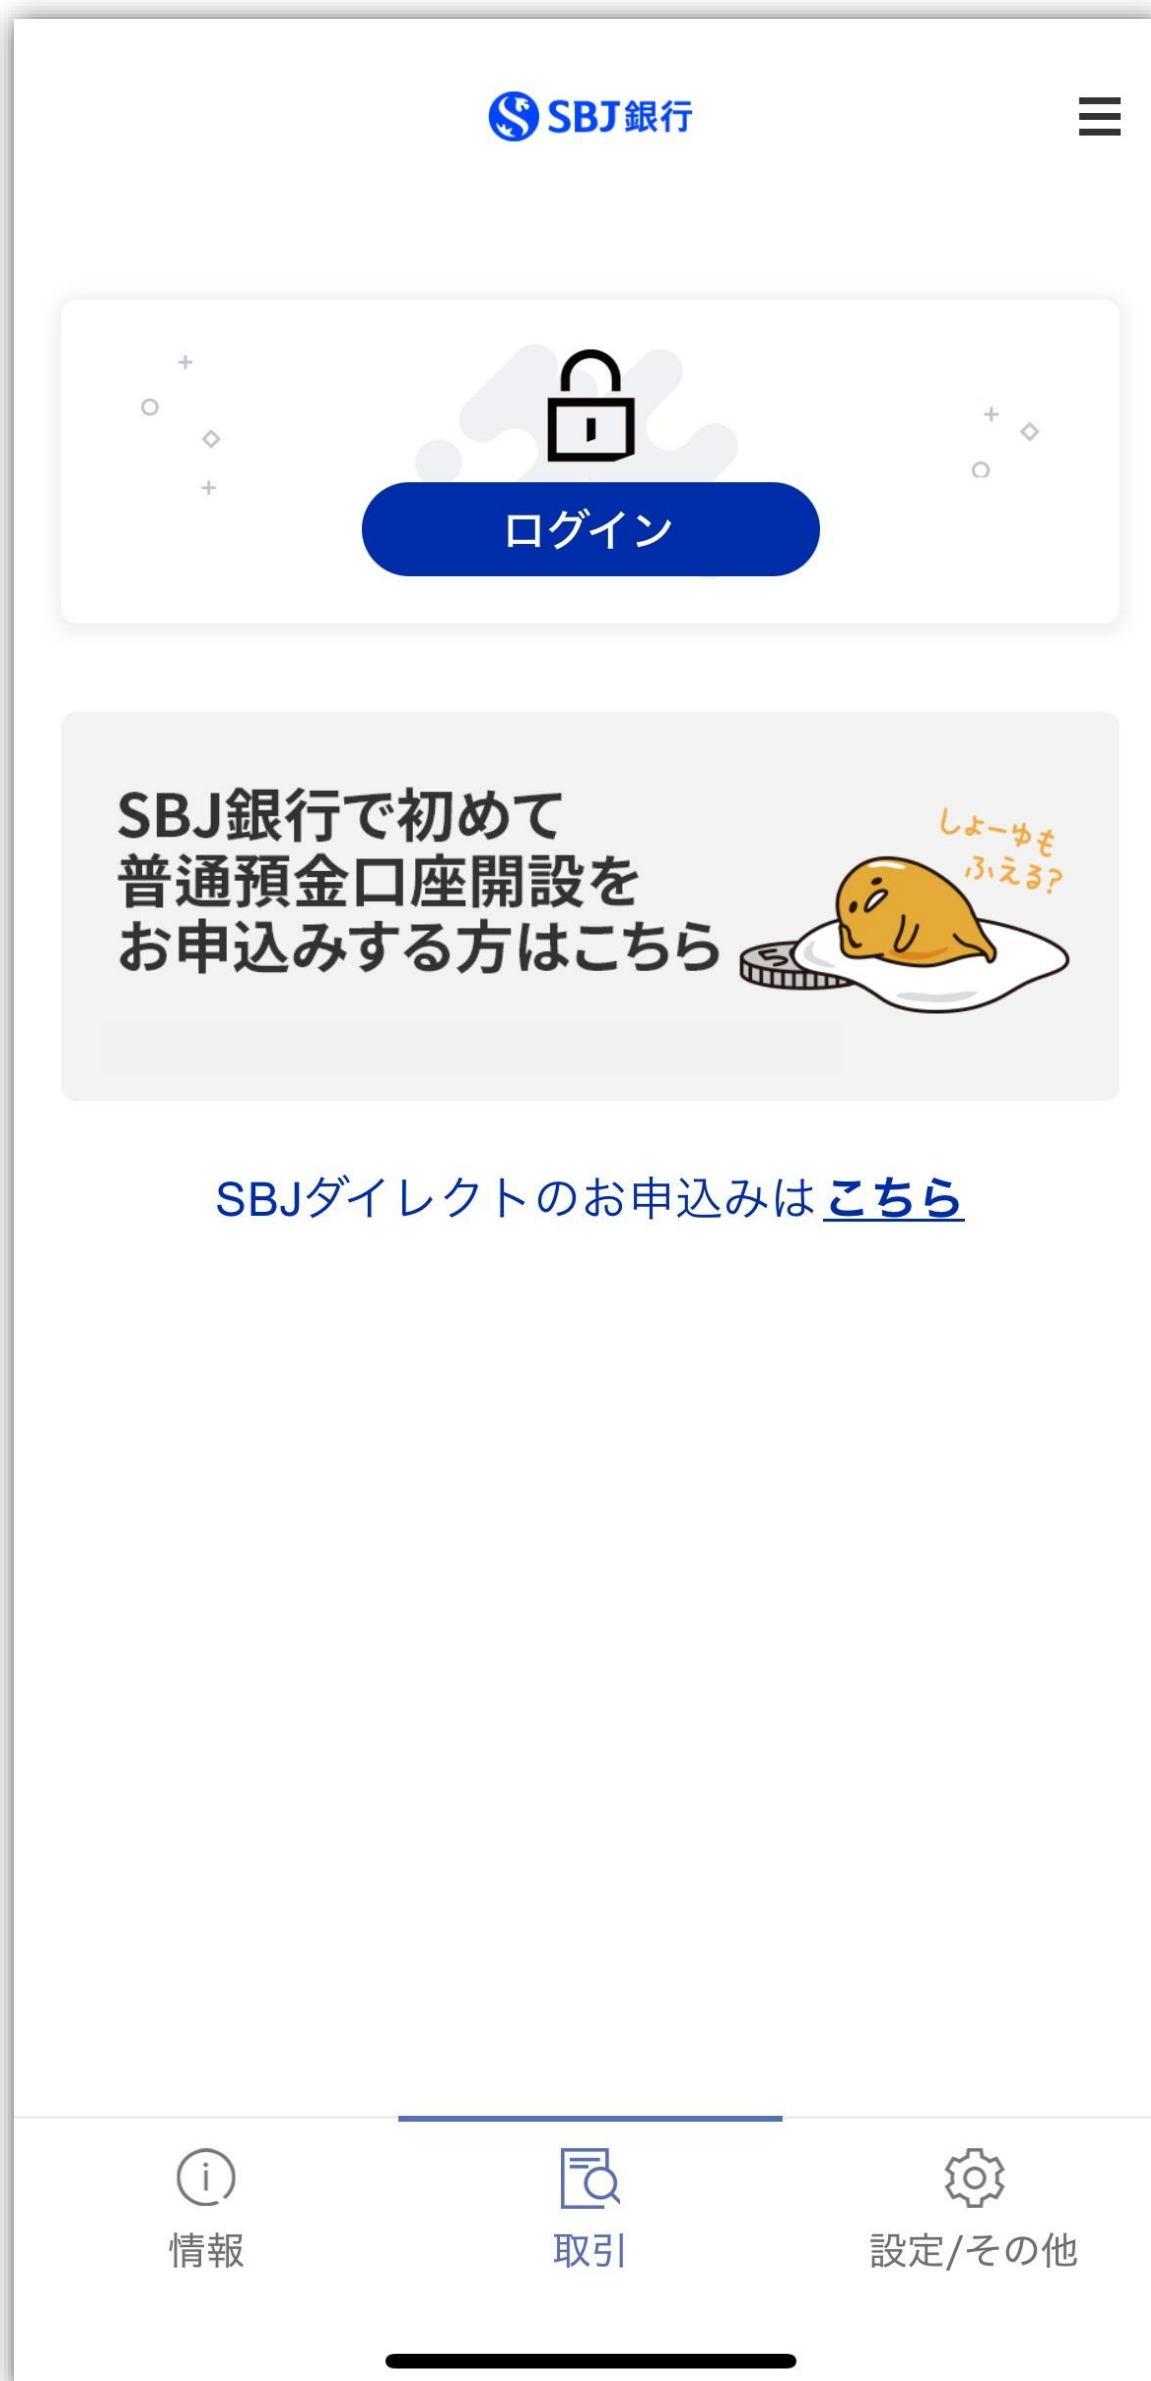 SBJ銀行
ログイン
SBJ銀行で初めて
普通預金口座開設を
お申込みする方はこちら
しょーゆも
ふえる?
5
SBJダイレクトのお申込みはこちら
情報
取引
設定/その他